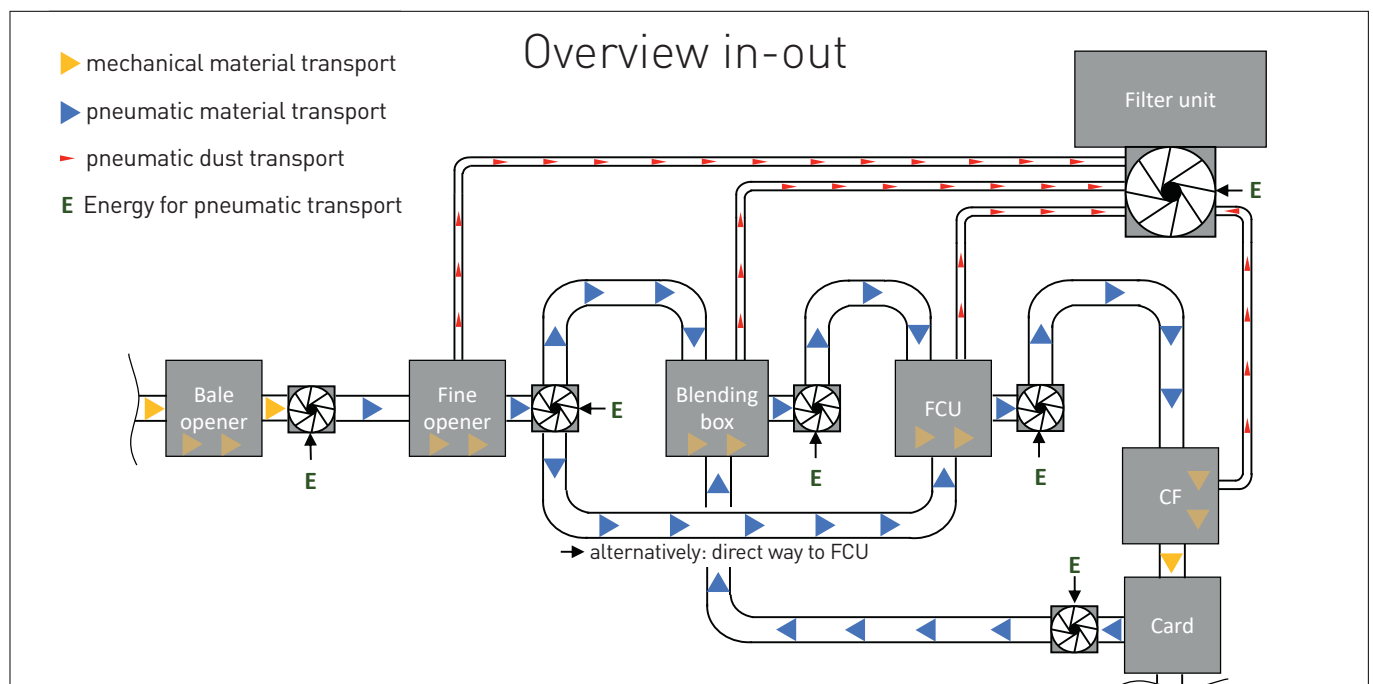 Overview in-out
mechanical material transport
pneumatic material transport
pneumatic dust transport
E Energy for pneumatic transport
Filter unit
E
Bale
opener
E
Fine
opener
E
Blending
box
E
FCU
E
CF
alternatively: direct way to FCU
E
Card